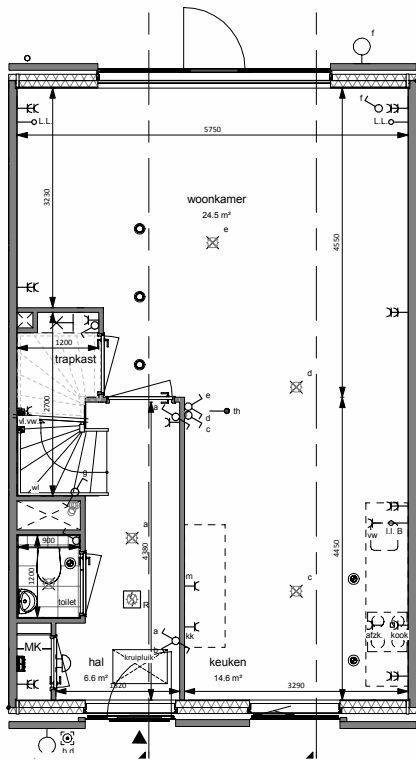 f
f
L.L.
L.L.
5750
3230
4550
woonkamer
24.5 m²
e
1200
trapkast
d
2700
e
a
d
th
c
vl.vw.
wl
a
4380
4450
vw
l.l. B
900
1200
toilet
c
m
R
a
kk
afzk.
kook
MK
hal
kruipluik
keuken
6.6 m²
14.6 m²
1820
3290
b.d.